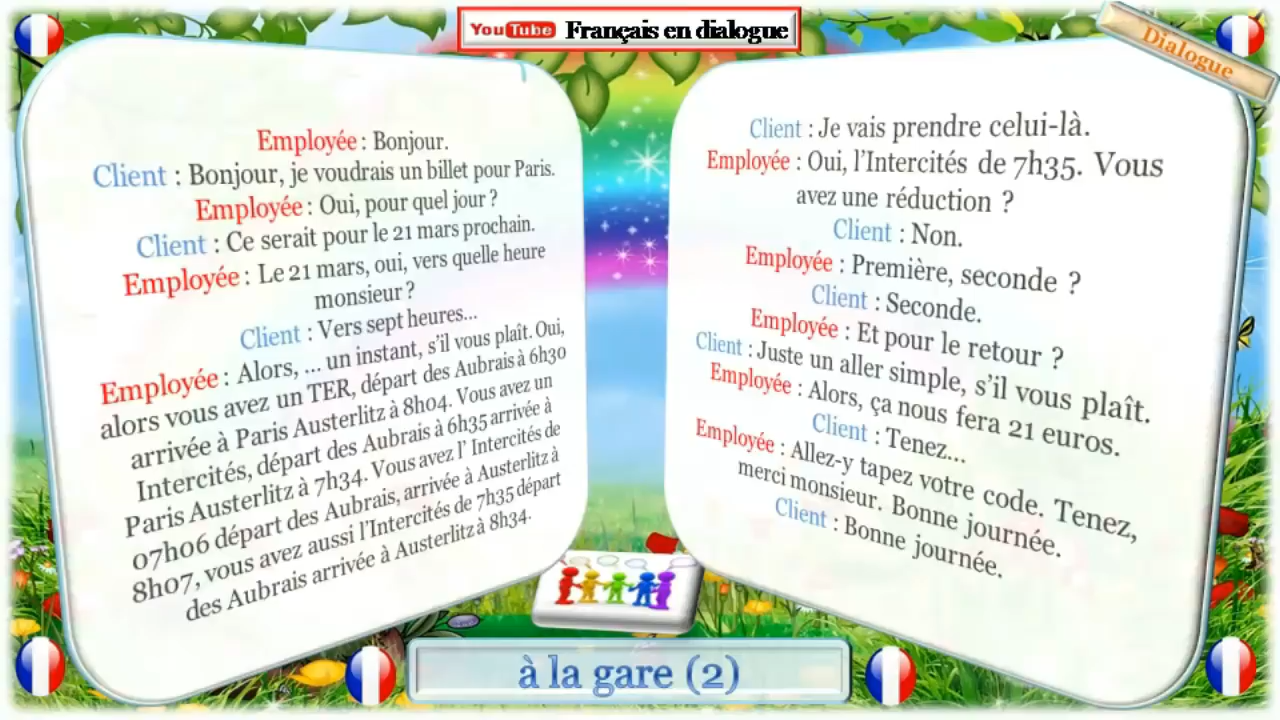 YouTube Français en dialogue
Dialogue
Employée : Bonjour.
Client : Bonjour, je voudrais un billet pour Paris.
Employée : Oui, pour quel jour ?
Client : Ce serait pour le 21 mars prochain.
Employée : Le 21 mars, oui, vers quelle heure
monsieur ?
Client : Vers sept heures...
Employée : Alors, ... un instant, s'il vous plaît. Oui,
alors vous avez un TER, départ des Aubrais à 6h30
arrivée à Paris Austerlitz à 8h04. Vous avez un
Intercités, départ des Aubrais à 6h35 arrivée à
Paris Austerlitz à 7h34. Vous avez l' Intercités de
07h06 départ des Aubrais, arrivée à Austerlitz à
8h07, vous avez aussi l'Intercités de 7h35 départ
des Aubrais arrivée à Austerlitz à 8h34.
Client : Je vais prendre celui-là.
Employée : Oui, l'Intercités de 7h35. Vous
avez une réduction ?
Client : Non.
Employée : Première, seconde ?
Client : Seconde.
Employée : Et pour le retour ?
Client : Juste un aller simple, s'il vous plaît.
Employée : Alors, ça nous fera 21 euros.
Client : Tenez...
Employée : Allez-y tapez votre code. Tenez,
merci monsieur. Bonne journée.
Client : Bonne journée.
à la gare (2)